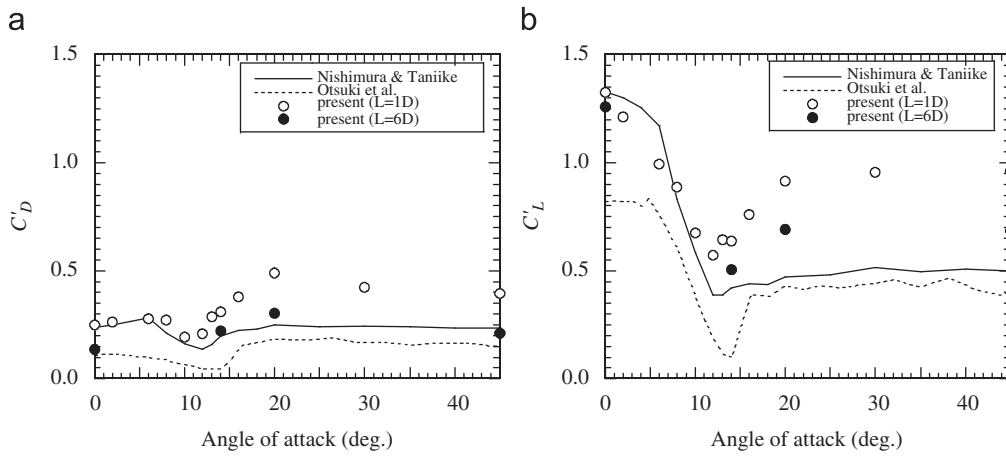 a
1.5
1.0
0.5
0.0
C'D
Nishimura & Taniike
Otsuki et al.
present (L=1D)
present (L=6D)
0 10 20 30 40
Angle of attack (deg.)
b
1.5
1.0
0.5
0.0
C'L
Nishimura & Taniike
Otsuki et al.
present (L=1D)
present (L=6D)
0 10 20 30 40
Angle of attack (deg.)